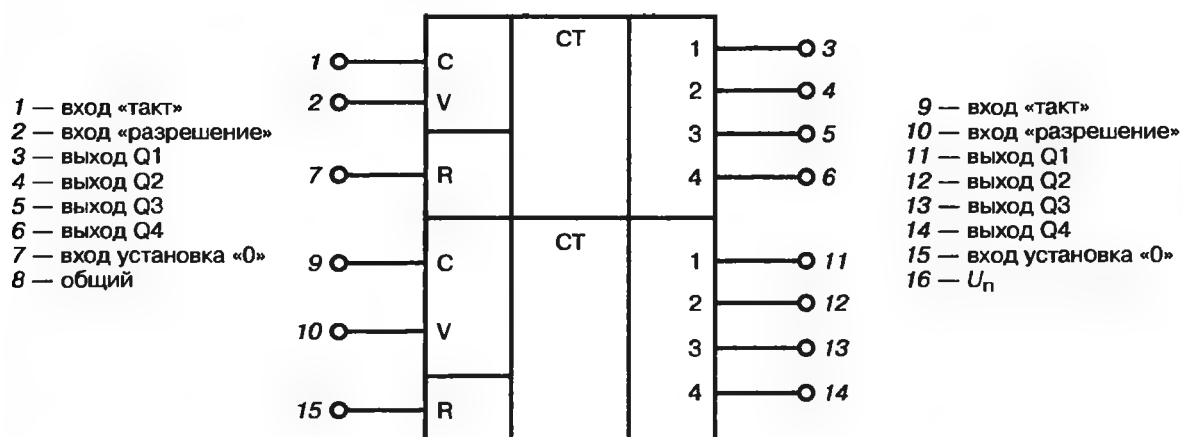 1 — вход «такт»
2 — вход «разрешение»
3 — выход Q1
4 — выход Q2
5 — выход Q3
6 — выход Q4
7 — вход установка «0»
8 — общий
CT
1 C
2 V
7 R
1 3
2 4
3 5
4 6
CT
9 C
10 V
15 R
1 11
2 12
3 13
4 14
9 — вход «такт»
10 — вход «разрешение»
11 — выход Q1
12 — выход Q2
13 — выход Q3
14 — выход Q4
15 — вход установка «0»
16 — Uп